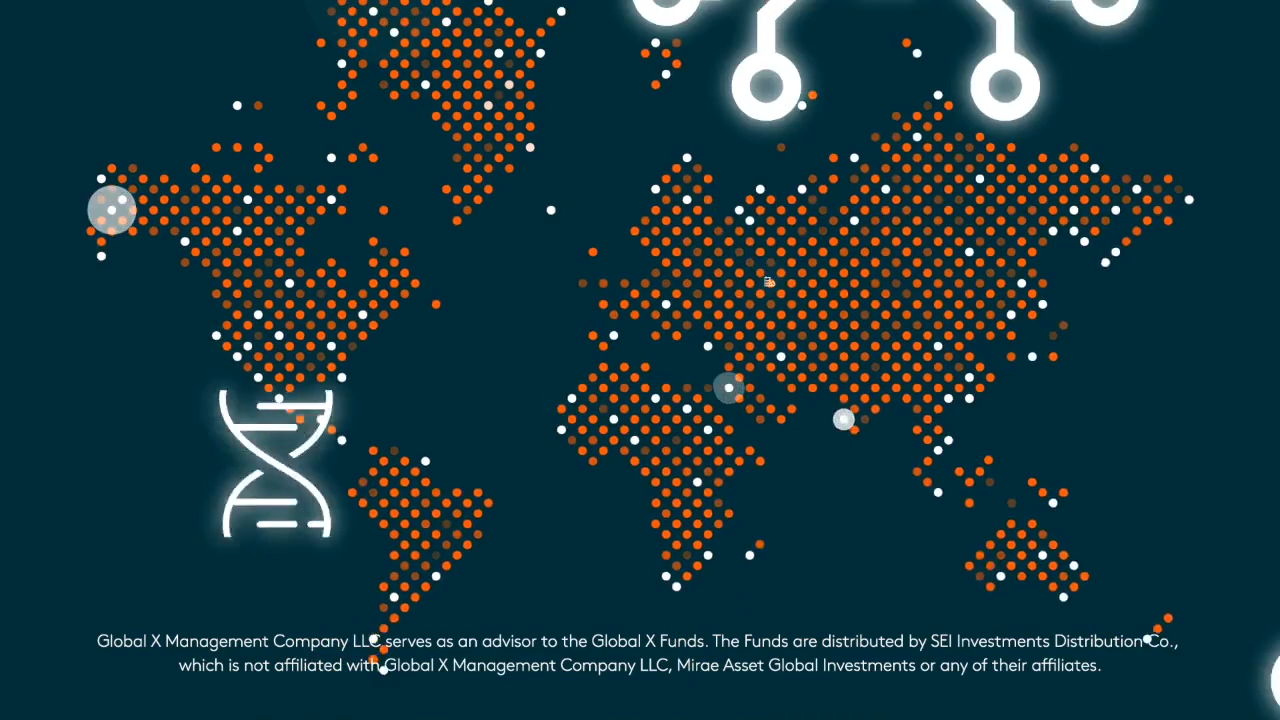 Global X Management Company LLC serves as an advisor to the Global X Funds. The Funds are distributed by SEI Investments Distribution Co.,
which is not affiliated with Global X Management Company LLC, Mirae Asset Global Investments or any of their affiliates.